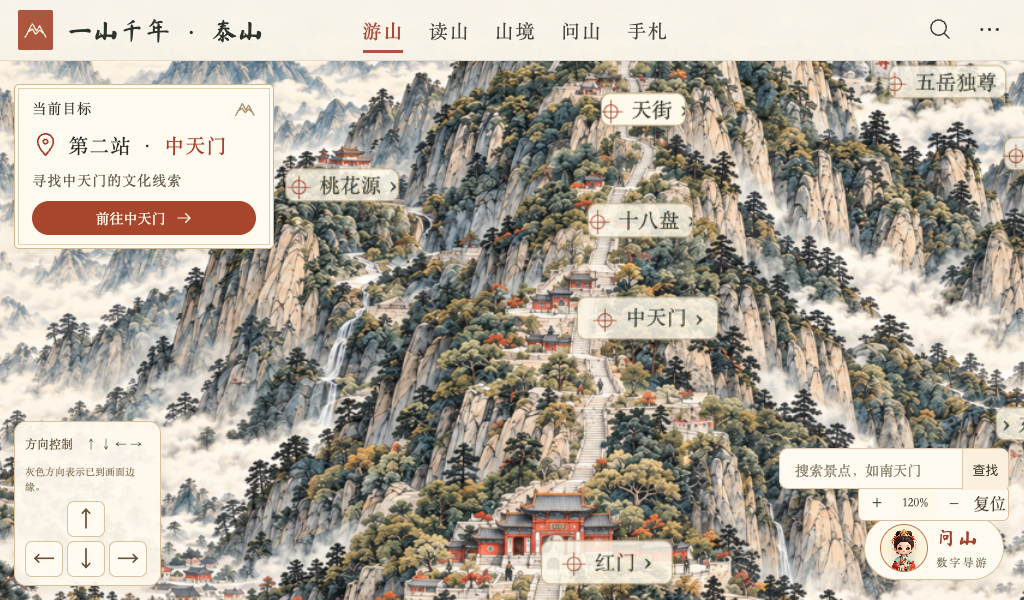 一山千年 · 泰山
游山 读山 山境 问山 手札
当前目标
第二站 · 中天门
寻找中天门的文化线索
前往中天门 →
五岳独尊
天街 ›
桃花源 ›
十八盘 ›
中天门 ›
红门 ›
方向控制 ↑ ↓ ← →
灰色方向表示已到画面边
缘。
↑
← ↓ →
搜索景点，如南天门 查找
+ 120% − 复位
问山
数字导游